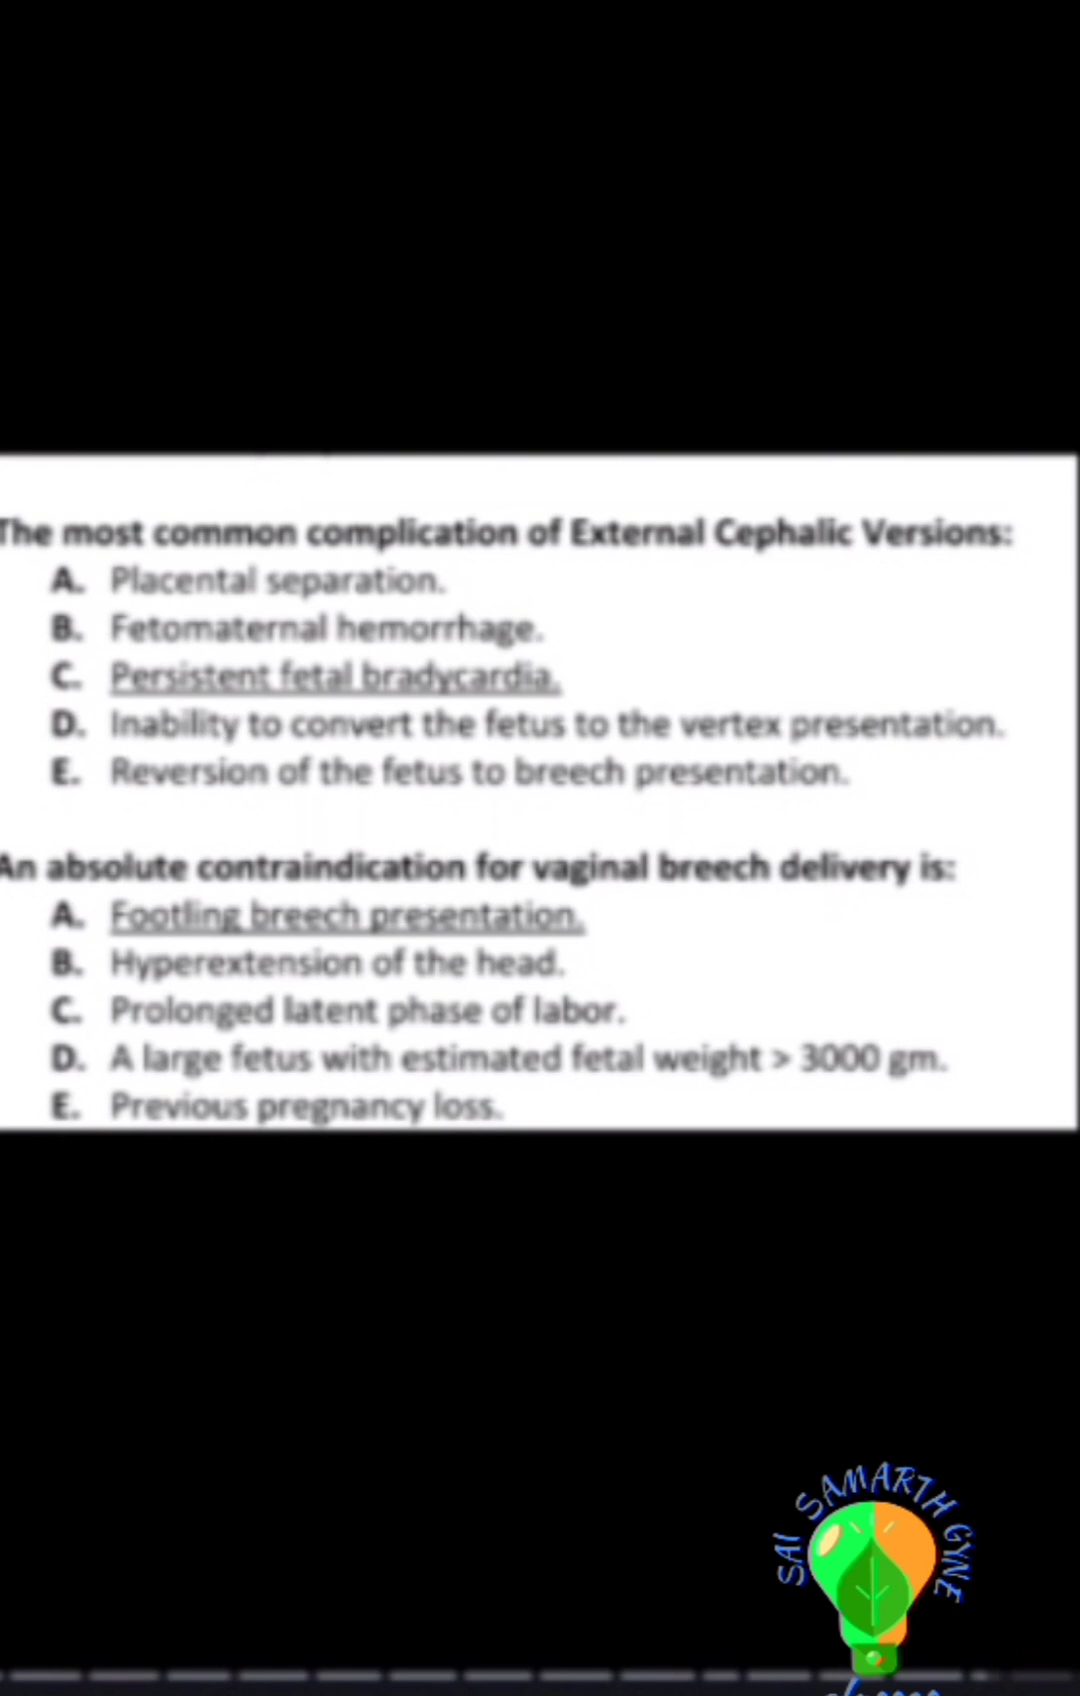 The most common complication of External Cephalic Versions:
A. Placental separation.
B. Fetomaternal hemorrhage.
C. Persistent fetal bradycardia.
D. Inability to convert the fetus to the vertex presentation.
E. Reversion of the fetus to breech presentation.
An absolute contraindication for vaginal breech delivery is:
A. Footling breech presentation.
B. Hyperextension of the head.
C. Prolonged latent phase of labor.
D. A large fetus with estimated fetal weight > 3000 gm.
E. Previous pregnancy loss.
SAI SAMARTH GYNE